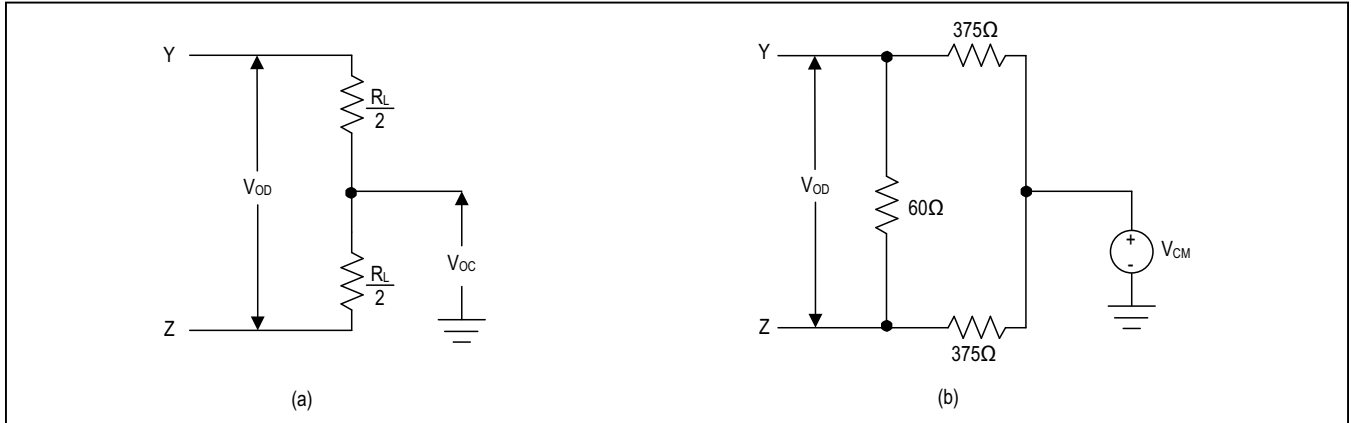 Y
R_L
2
V_OD
V_OC
R_L
2
Z
(a)
375Ω
Y
V_OD
60Ω
+
-
V_CM
Z
375Ω
(b)